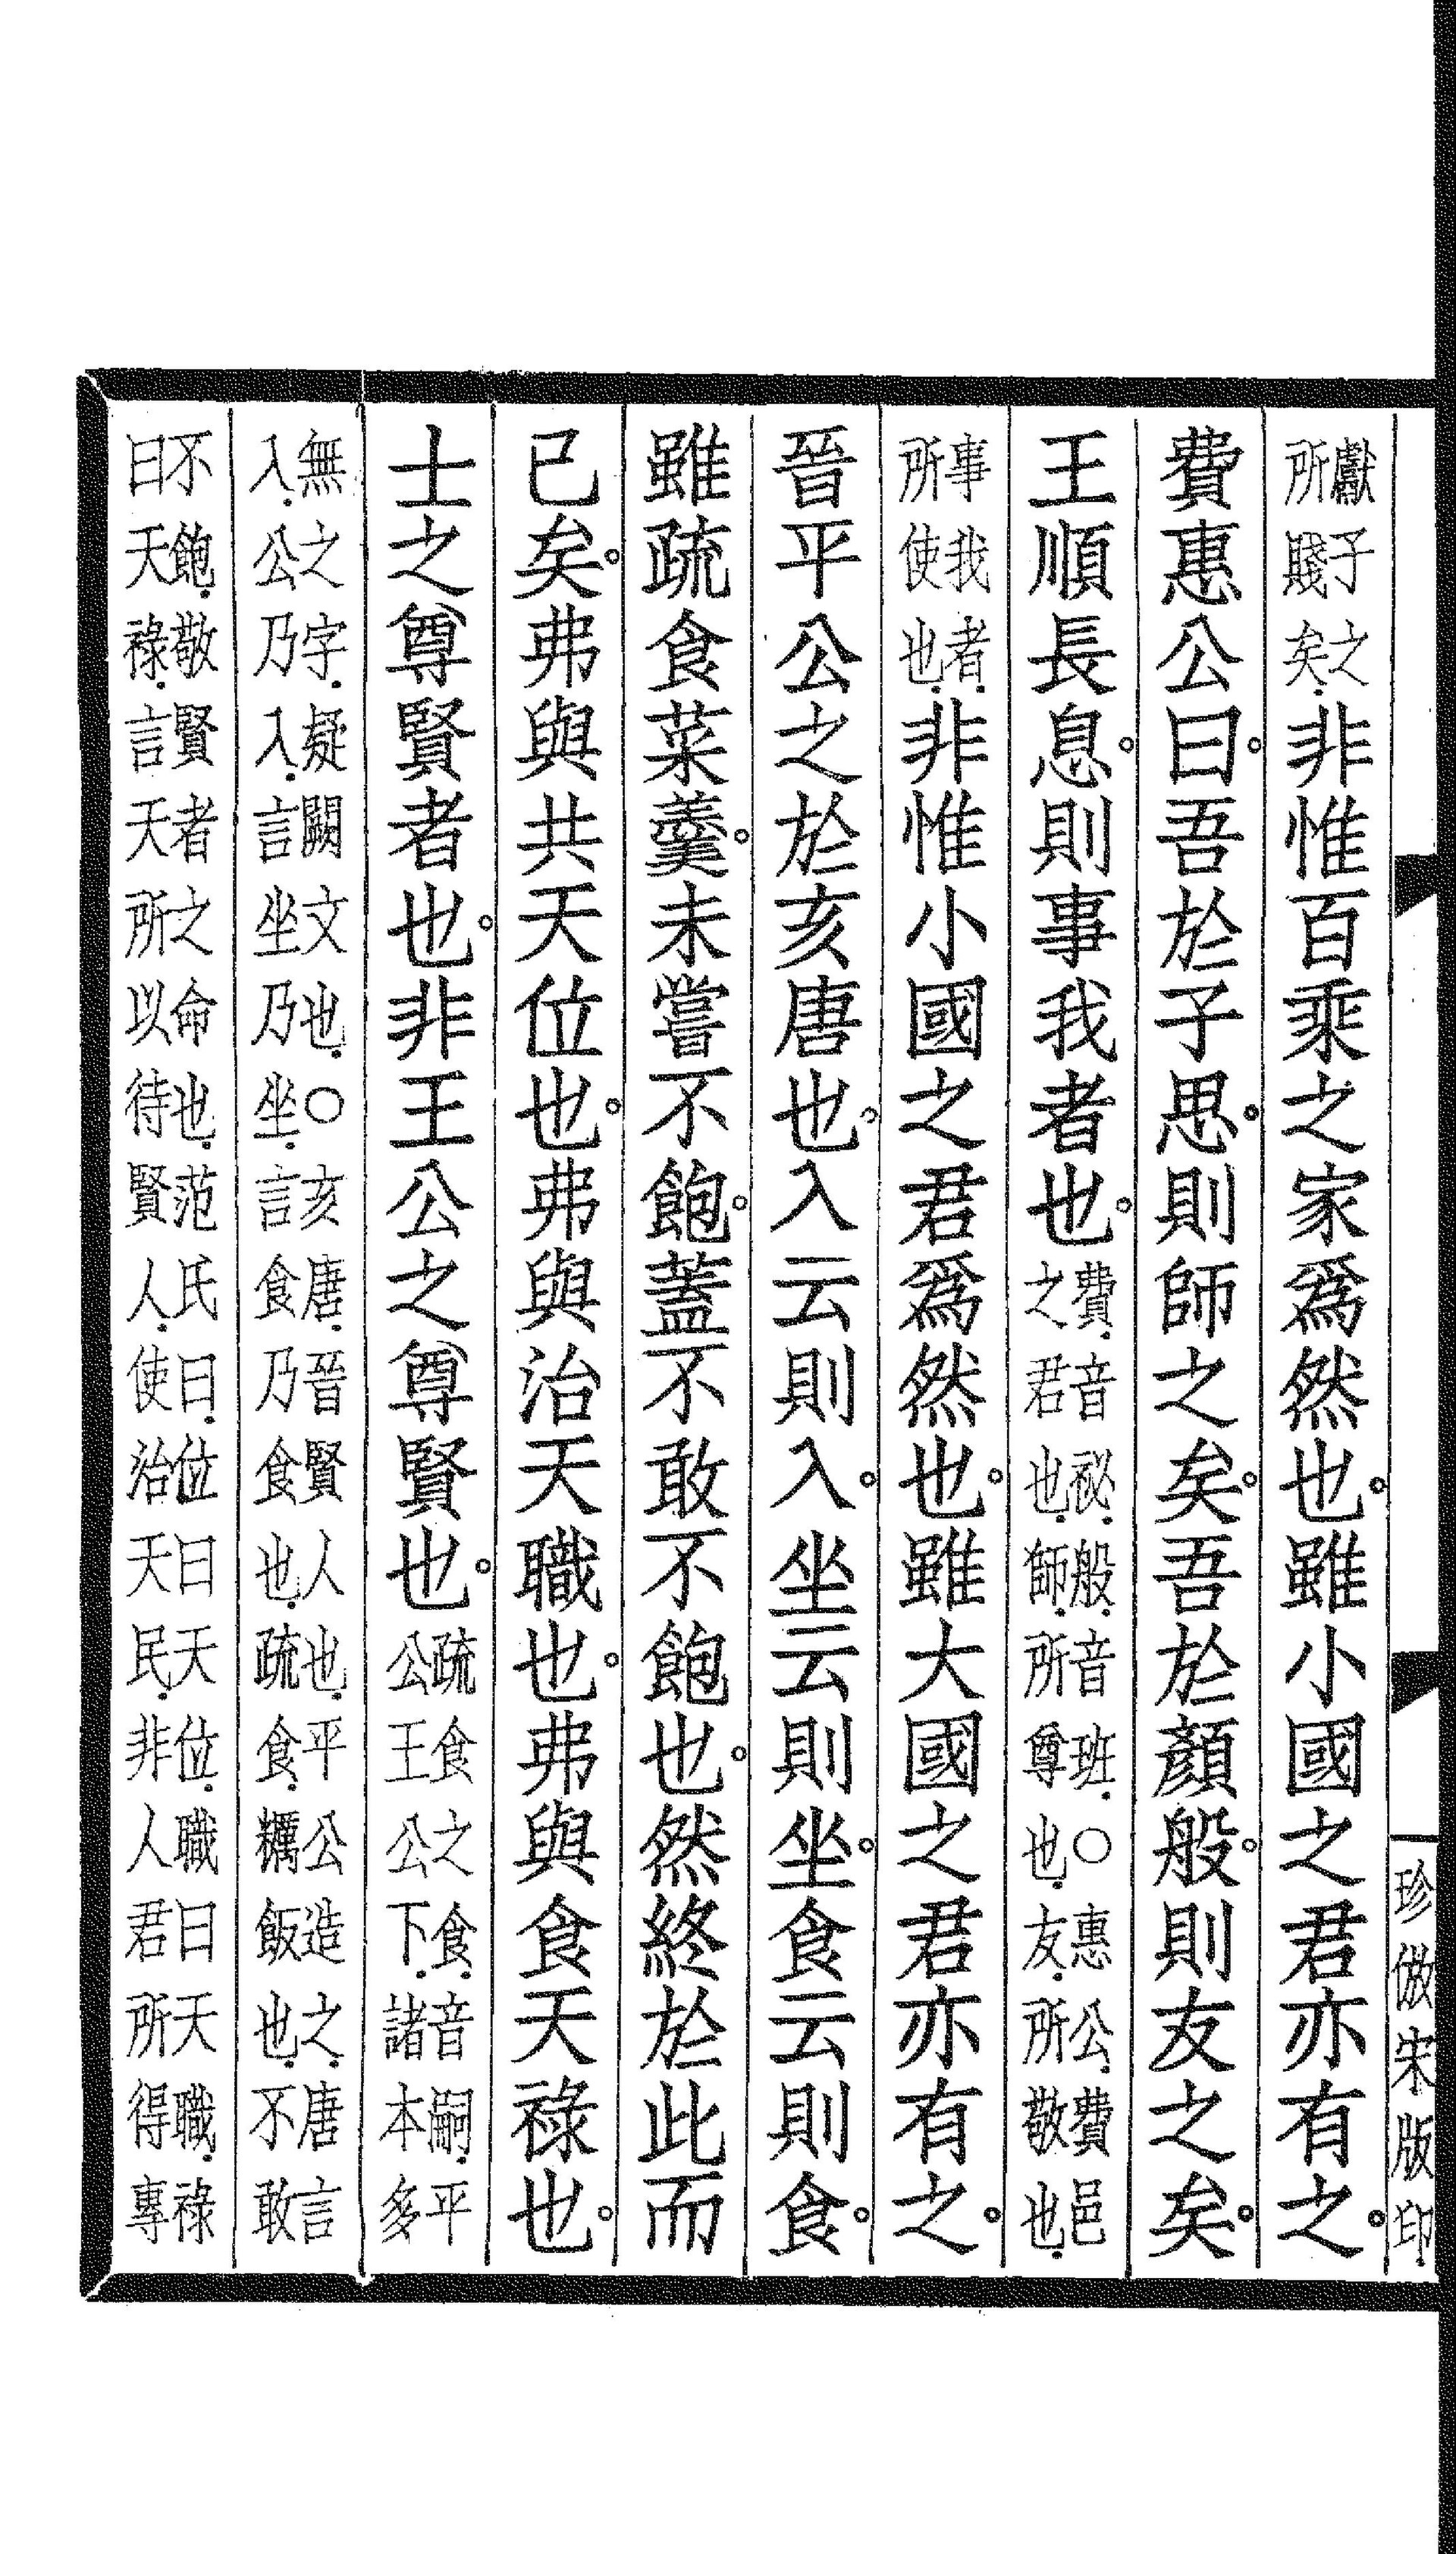 珍倣宋版印
獻子之所賤矣.非惟百乘之家爲然也。雖小國之君亦有之。
費惠公曰。吾於子思。則師之矣。吾於顏般。則友之矣。
王順長息。則事我者也。費.音祕.般.音班.○惠公.費邑之君也.師.所尊也.友.所敬也.
事我者.所使也.非惟小國之君爲然也。雖大國之君亦有之。
晉平公之於亥唐也。入云則入。坐云則坐。食云則食。
雖疏食菜羹。未嘗不飽。蓋不敢不飽也。然終於此而
已矣。弗與共天位也。弗與治天職也。弗與食天祿也。
士之尊賢者也。非王公之尊賢也。疏食之食.音嗣.平公王公下.諸本多
無之字.疑闕文也.○亥唐.晉賢人也.平公造之.唐言入.公乃入.言坐乃坐.言食乃食也.疏食.糲飯也.不敢
不飽.敬賢者之命也.范氏曰.位曰天位.職曰天職.祿曰天祿.言天所以待賢人.使治天民.非人君所得專